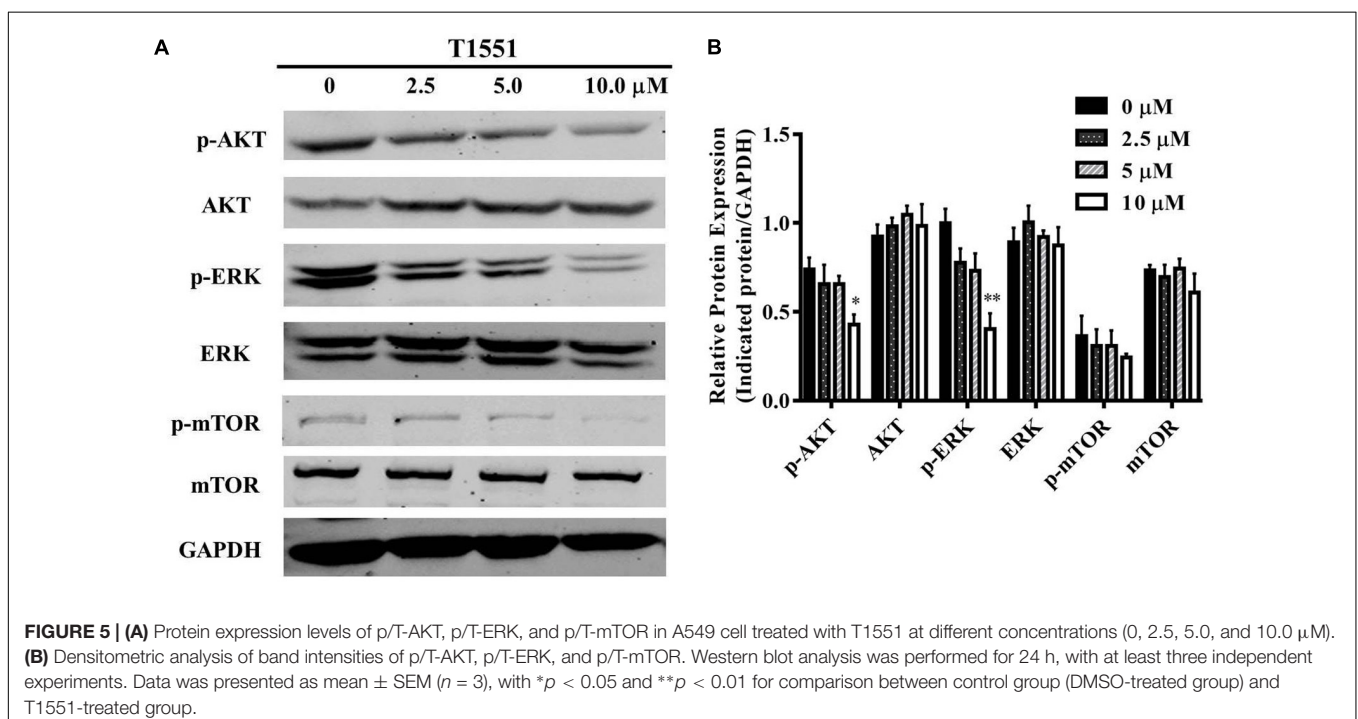 A
T1551
0 2.5 5.0 10.0 μM
p-AKT
AKT
p-ERK
ERK
p-mTOR
mTOR
GAPDH
B
0 μM
2.5 μM
5 μM
10 μM
Relative Protein Expression
(Indicated protein/GAPDH)
1.5
1.0
0.5
0.0
*
**
p-AKT
AKT
p-ERK
ERK
p-mTOR
mTOR
FIGURE 5 | (A) Protein expression levels of p/T-AKT, p/T-ERK, and p/T-mTOR in A549 cell treated with T1551 at different concentrations (0, 2.5, 5.0, and 10.0 μM).
(B) Densitometric analysis of band intensities of p/T-AKT, p/T-ERK, and p/T-mTOR. Western blot analysis was performed for 24 h, with at least three independent
experiments. Data was presented as mean ± SEM (n = 3), with *p < 0.05 and **p < 0.01 for comparison between control group (DMSO-treated group) and
T1551-treated group.